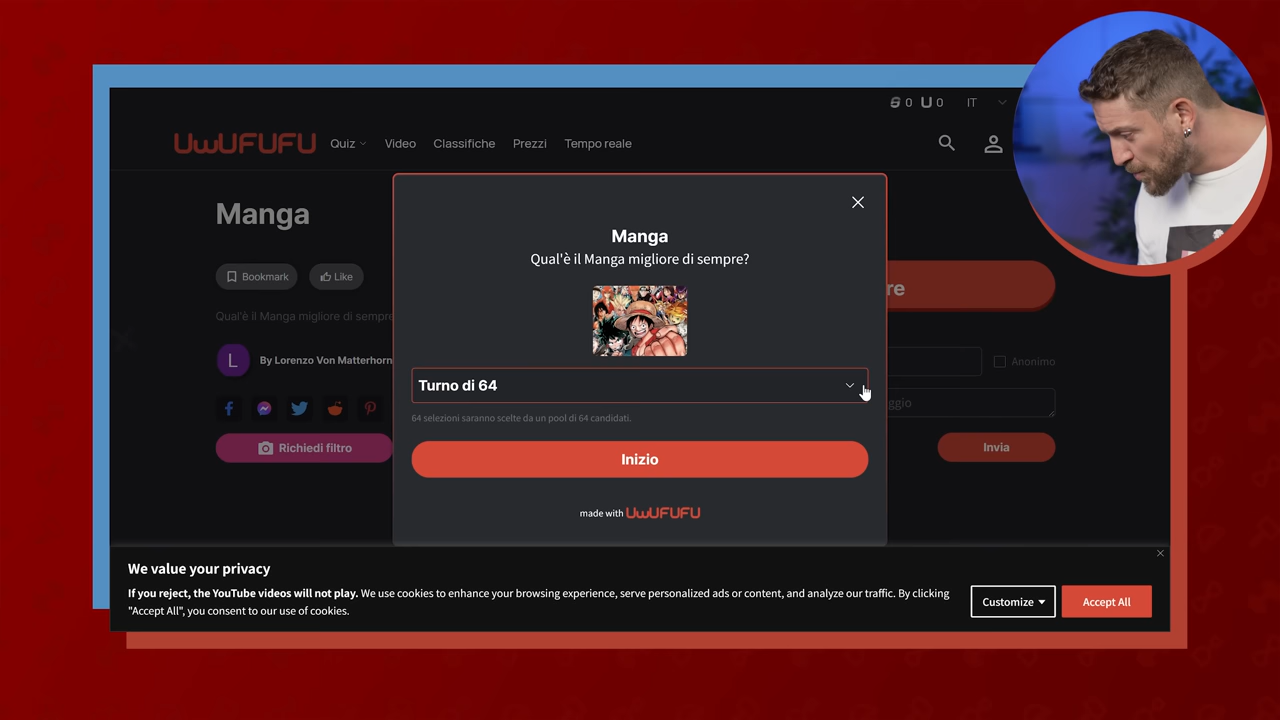 0 0 IT
UwUFUFU Quiz Video Classifiche Prezzi Tempo reale
Manga
Bookmark Like
Qual'è il Manga migliore di sempre
L By Lorenzo Von Matterhorn
Richiedi filtro
Manga
Qual'è il Manga migliore di sempre?
Turno di 64
64 selezioni saranno scelte da un pool di 64 candidati.
Inizio
made with UwUFUFU
re
Anonimo
ggio
Invia
We value your privacy
If you reject, the YouTube videos will not play. We use cookies to enhance your browsing experience, serve personalized ads or content, and analyze our traffic. By clicking
"Accept All", you consent to our use of cookies.
Customize
Accept All